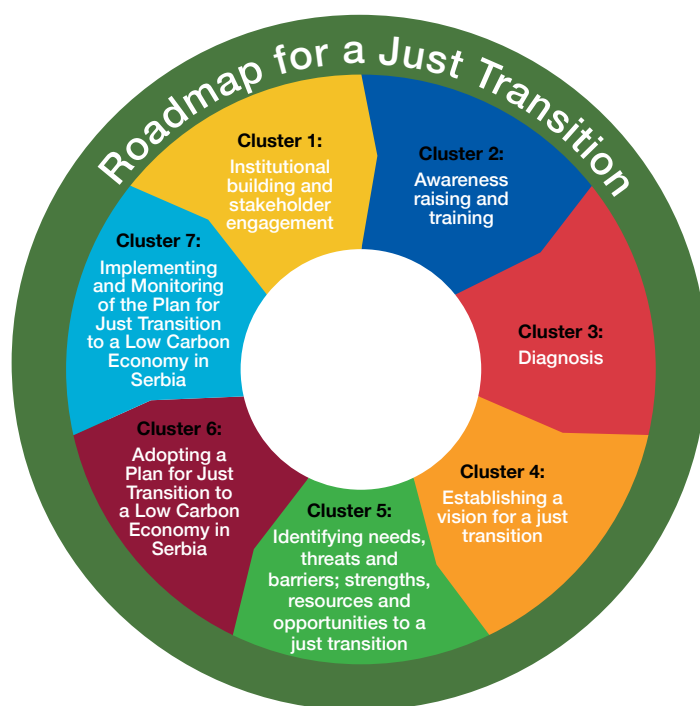 Roadmap for a Just Transition
Cluster 1:
Institutional
building and
stakeholder
engagement
Cluster 2:
Awareness
raising and
training
Cluster 3:
Diagnosis
Cluster 4:
Establishing a
vision for a just
transition
Cluster 5:
Identifying needs,
threats and
barriers; strengths,
resources and
opportunities to a
just transition
Cluster 6:
Adopting a
Plan for Just
Transition to
a Low Carbon
Economy in
Serbia
Cluster 7:
Implementing
and Monitoring
of the Plan for
Just Transition
to a Low Carbon
Economy in
Serbia